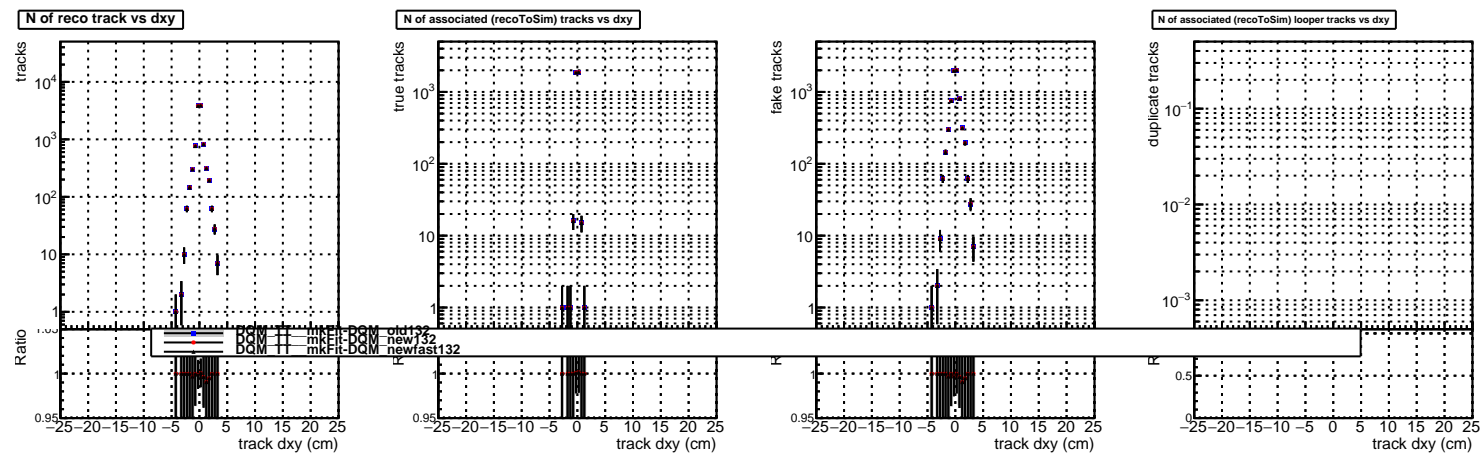 N of reco track vs dxy
tracks
10⁴
10³
10²
10
1
1.05
Ratio
1
0.95
−25 −20 −15 −10 −5 0 5 10 15 20 25
track dxy (cm)
N of associated (recoToSim) tracks vs dxy
true tracks
10³
10²
10
1
1
0.95
−25 −20 −15 −10 −5 0 5 10 15 20 25
track dxy (cm)
fake tracks
10³
10²
10
1
1
0.95
−25 −20 −15 −10 −5 0 5 10 15 20 25
track dxy (cm)
N of associated (recoToSim) looper tracks vs dxy
duplicate tracks
10⁻¹
10⁻²
10⁻³
0.5
0
−25 −20 −15 −10 −5 0 5 10 15 20 25
track dxy (cm)
DQM_TT__mkFit-DQM_old132
DQM_TT__mkFit-DQM_new132
DQM_TT__mkFit-DQM_newfast132